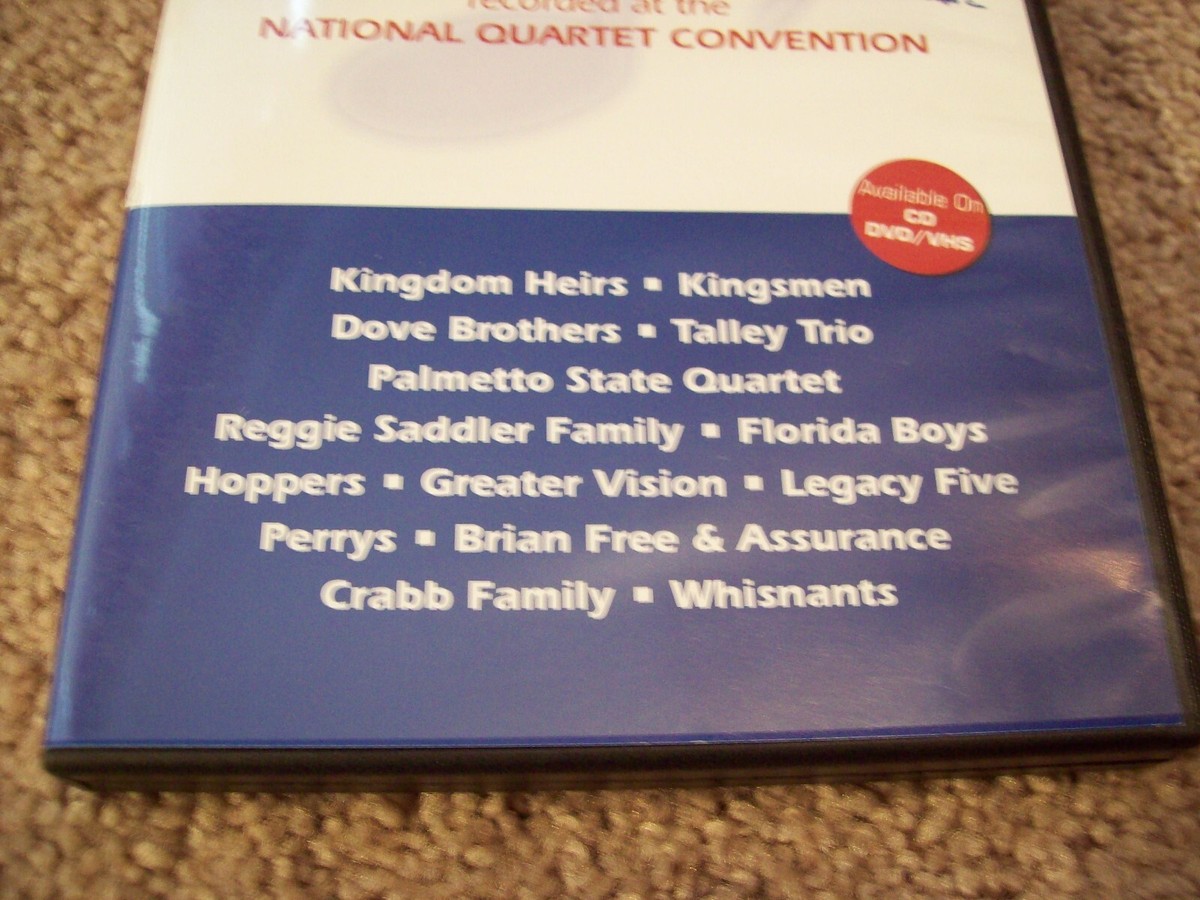 recorded at the
NATIONAL QUARTET CONVENTION
Available On
CD
DVD/VHS
Kingdom Heirs ▪ Kingsmen
Dove Brothers ▪ Talley Trio
Palmetto State Quartet
Reggie Saddler Family ▪ Florida Boys
Hoppers ▪ Greater Vision ▪ Legacy Five
Perrys ▪ Brian Free & Assurance
Crabb Family ▪ Whisnants